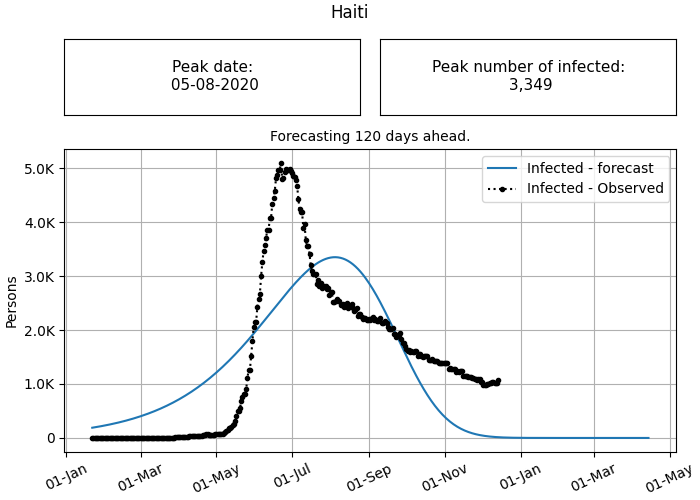 Haiti
Peak date:
05-08-2020
Peak number of infected:
3,349
Forecasting 120 days ahead.
Infected - forecast
Infected - Observed
Persons
5.0K
4.0K
3.0K
2.0K
1.0K
0
01-Jan
01-Mar
01-May
01-Jul
01-Sep
01-Nov
01-Jan
01-Mar
01-May